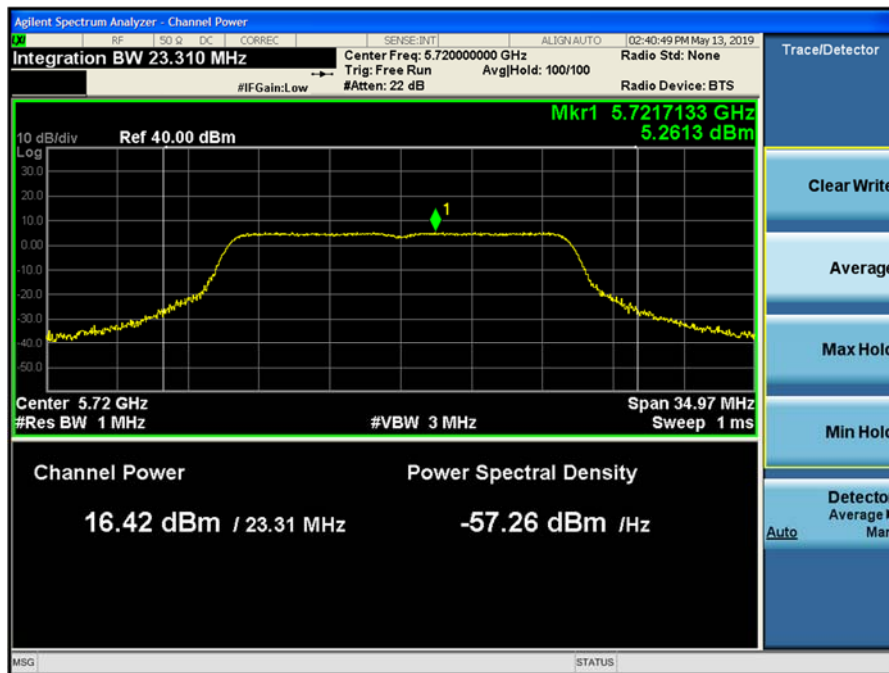 Agilent Spectrum Analyzer - Channel Power
LXI RF 50 Ω DC CORREC SENSE:INT ALIGN AUTO 02:40:49 PM May 13, 2019
Integration BW 23.310 MHz
Center Freq: 5.720000000 GHz
Radio Std: None
Trig: Free Run Avg|Hold: 100/100
#IFGain:Low #Atten: 22 dB Radio Device: BTS
Mkr1 5.7217133 GHz
5.2613 dBm
10 dB/div Ref 40.00 dBm
Log
30.0
20.0
10.0
0.00
-10.0
-20.0
-30.0
-40.0
-50.0
1
Center 5.72 GHz Span 34.97 MHz
#Res BW 1 MHz #VBW 3 MHz Sweep 1 ms
Channel Power Power Spectral Density
16.42 dBm / 23.31 MHz -57.26 dBm /Hz
MSG STATUS
Trace/Detector
Clear Write
Average
Max Hold
Min Hold
Detector
Average
Auto Man